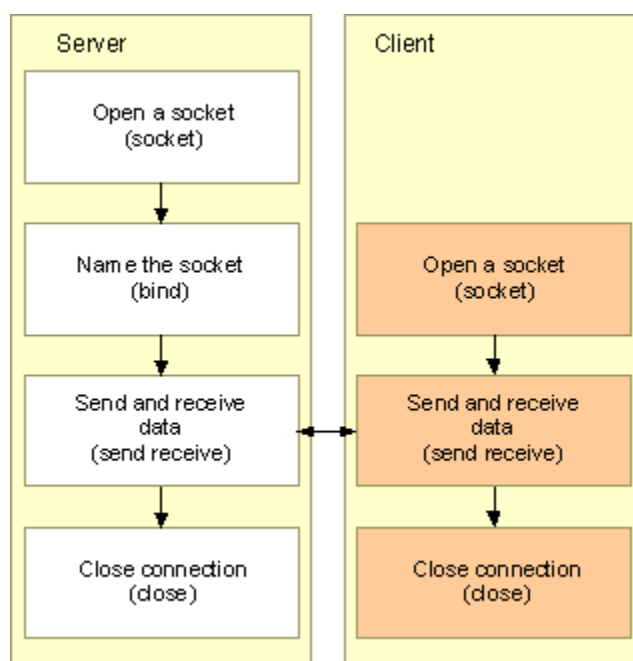 Server
Open a socket
(socket)
Name the socket
(bind)
Send and receive
data
(send receive)
Close connection
(close)
Client
Open a socket
(socket)
Send and receive
data
(send receive)
Close connection
(close)